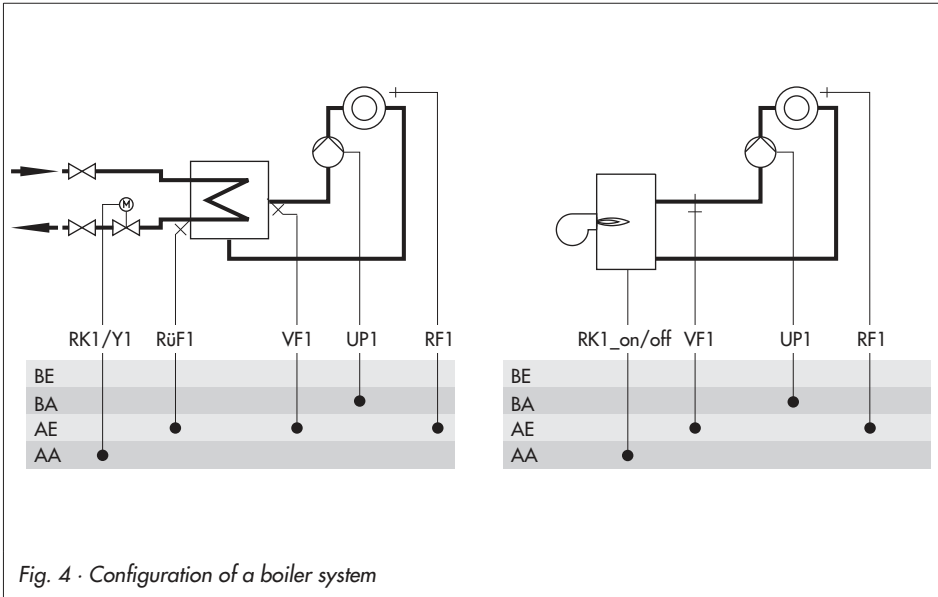 M
RK1/Y1 RüF1 VF1 UP1 RF1
BE
BA
AE
AA
RK1_on/off VF1 UP1 RF1
BE
BA
AE
AA
Fig. 4 · Configuration of a boiler system